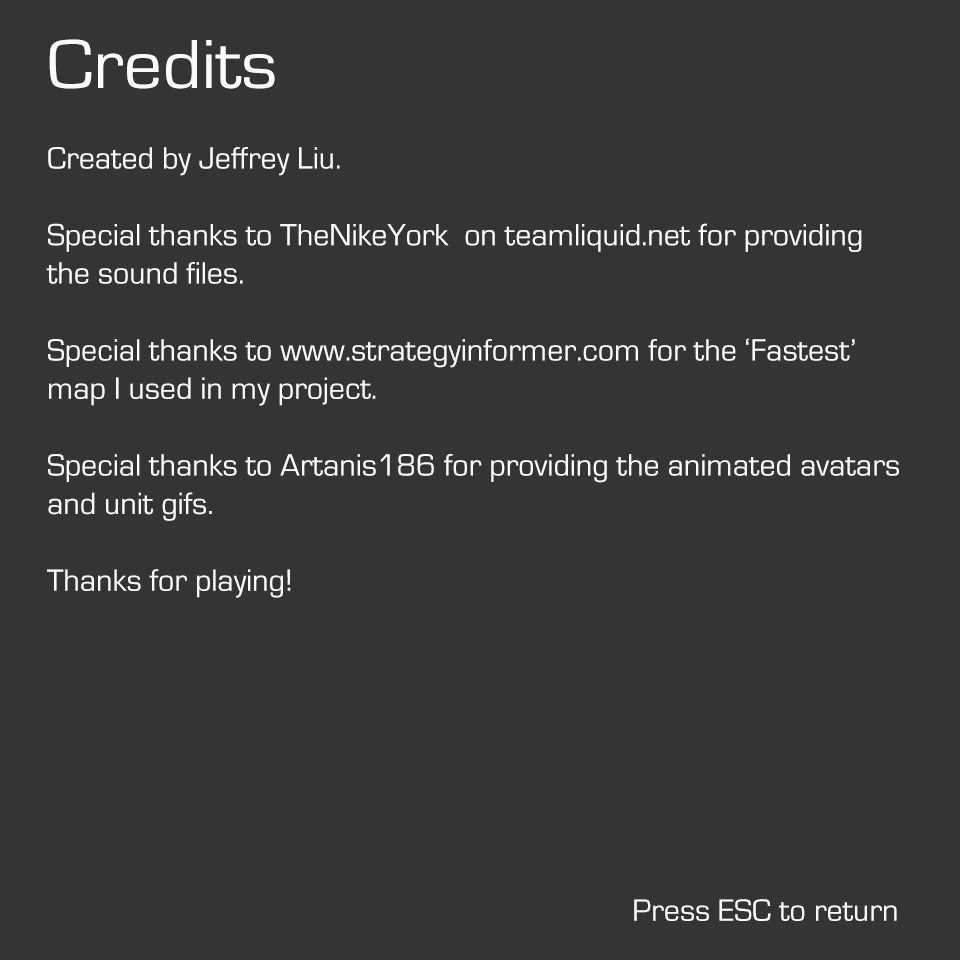 Credits
Created by Jeffrey Liu.
Special thanks to TheNikeYork  on teamliquid.net for providing
the sound files.
Special thanks to www.strategyinformer.com for the ‘Fastest’
map I used in my project.
Special thanks to Artanis186 for providing the animated avatars
and unit gifs.
Thanks for playing!
Press ESC to return